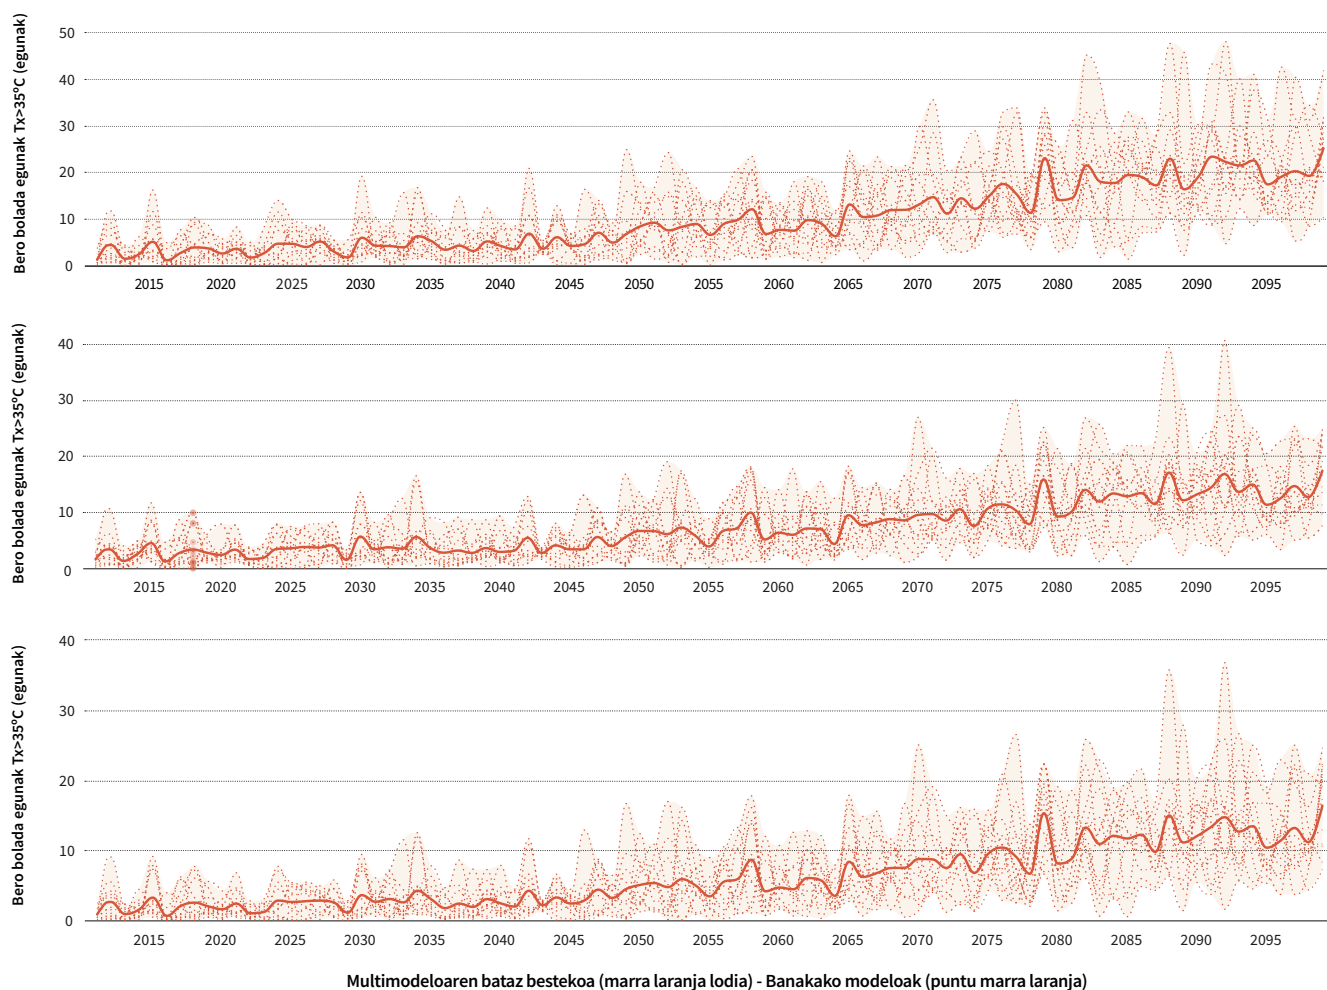 Bero bolada egunak Tx>35ºC (egunak)
50
40
30
20
10
0
2015 2020 2025 2030 2035 2040 2045 2050 2055 2060 2065 2070 2075 2080 2085 2090 2095
Bero bolada egunak Tx>35ºC (egunak)
40
30
20
10
0
2015 2020 2025 2030 2035 2040 2045 2050 2055 2060 2065 2070 2075 2080 2085 2090 2095
Bero bolada egunak Tx>35ºC (egunak)
40
30
20
10
0
2015 2020 2025 2030 2035 2040 2045 2050 2055 2060 2065 2070 2075 2080 2085 2090 2095
Multimodeloaren bataz bestekoa (marra laranja lodia) - Banakako modeloak (puntu marra laranja)